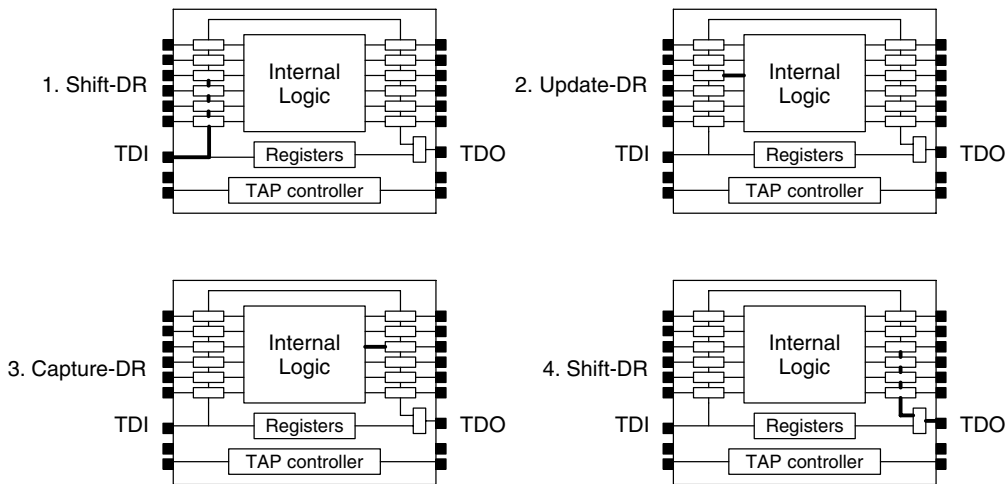 1. Shift-DR
Internal
Logic
TDI
Registers
TDO
TAP controller
2. Update-DR
Internal
Logic
TDI
Registers
TDO
TAP controller
3. Capture-DR
Internal
Logic
TDI
Registers
TDO
TAP controller
4. Shift-DR
Internal
Logic
TDI
Registers
TDO
TAP controller